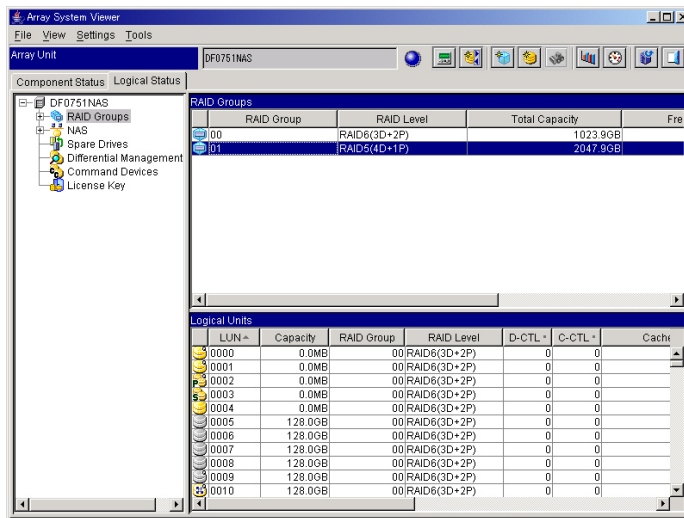 Array System Viewer
File View Settings Tools
Array Unit DF0751NAS
Component Status Logical Status
DF0751NAS
RAID Groups
NAS
Spare Drives
Differential Management
Command Devices
License Key
RAID Groups
RAID Group RAID Level Total Capacity Fre
00 RAID6(3D+2P) 1023.9GB
01 RAID5(4D+1P) 2047.9GB
Logical Units
LUN Capacity RAID Group RAID Level D-CTL * C-CTL * Cache
0000 0.0MB 00 RAID6(3D+2P) 0 0
0001 0.0MB 00 RAID6(3D+2P) 0 0
0002 0.0MB 00 RAID6(3D+2P) 0 0
0003 0.0MB 00 RAID6(3D+2P) 0 0
0004 0.0MB 00 RAID6(3D+2P) 0 0
0005 128.0GB 00 RAID6(3D+2P) 0 0
0006 128.0GB 00 RAID6(3D+2P) 0 0
0007 128.0GB 00 RAID6(3D+2P) 0 0
0008 128.0GB 00 RAID6(3D+2P) 0 0
0009 128.0GB 00 RAID6(3D+2P) 0 0
0010 128.0GB 00 RAID6(3D+2P) 0 0